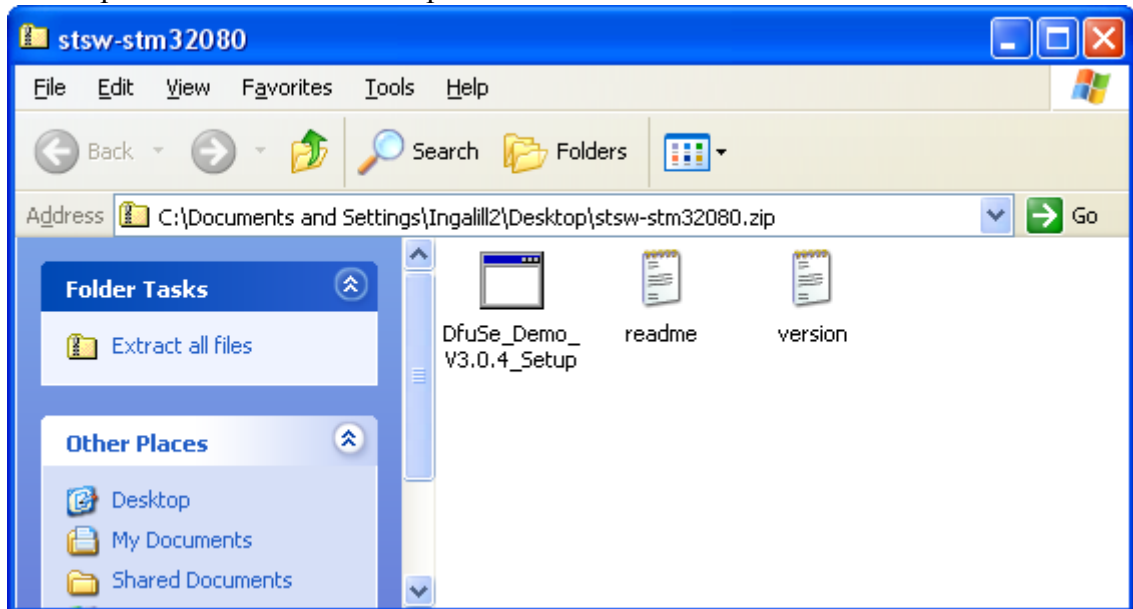 stsw-stm32080
File Edit View Favorites Tools Help
Back Search Folders
Address C:\Documents and Settings\Ingalill2\Desktop\stsw-stm32080.zip Go
Folder Tasks
Extract all files
Other Places
Desktop
My Documents
Shared Documents
DfuSe_Demo_
V3.0.4_Setup
readme
version